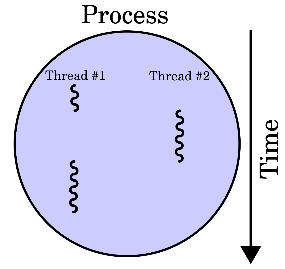 Process
Thread #1
Thread #2
Time